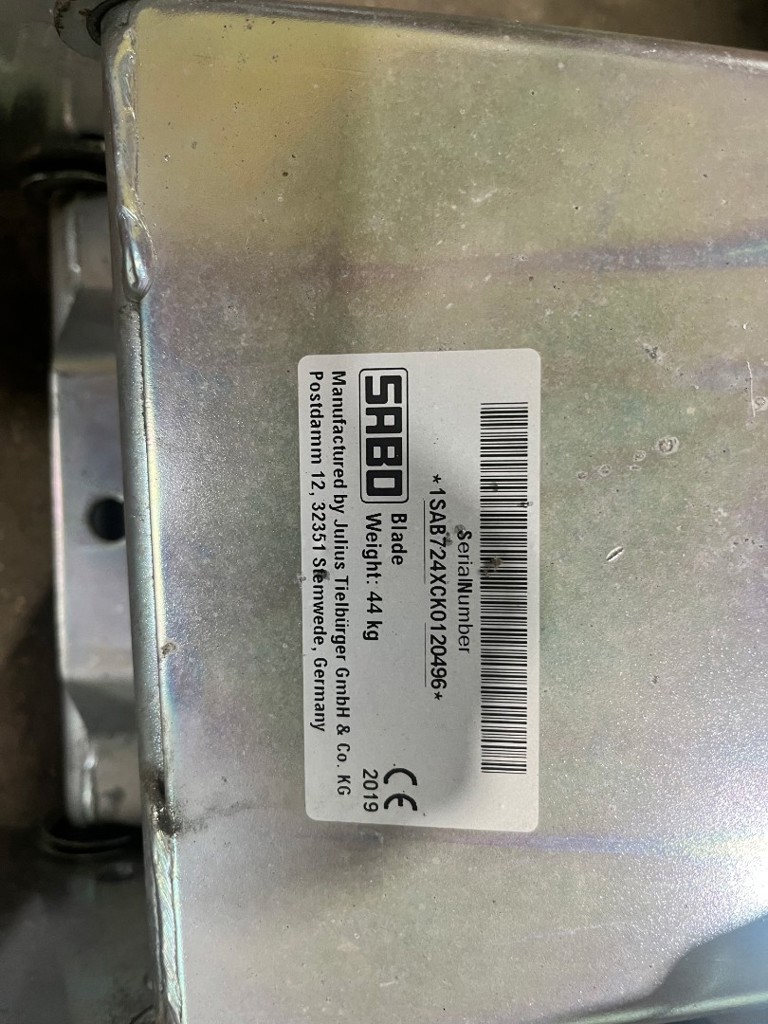 SerialNumber
*1SAB724XCK0120496*
SABO
Blade
Weight: 44 kg
CE
2019
Manufactured by Julius Tielbürger GmbH & Co. KG
Postdamm 12, 32351 Stemwede, Germany